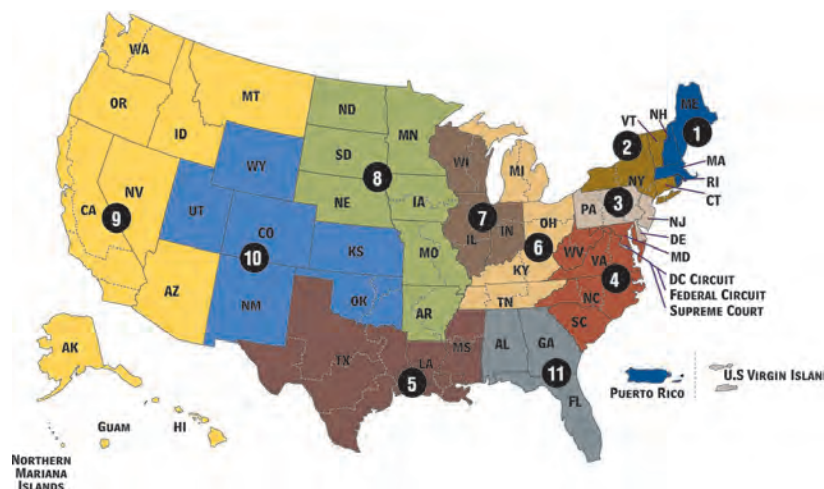 WA
OR
ID
MT
NV
CA
9
AZ
AK
HI
GUAM
NORTHERN
MARIANA
ISLANDS
WY
UT
CO
10
KS
NM
OK
ND
MN
SD
8
NE
IA
MO
AR
WI
7
IL
IN
MI
OH
6
KY
TN
TX
LA
MS
5
AL
GA
11
FL
WV
VA
4
NC
SC
PA
3
NJ
DE
MD
DC CIRCUIT
FEDERAL CIRCUIT
SUPREME COURT
VT
2
NY
CT
NH
ME
1
MA
RI
PUERTO RICO